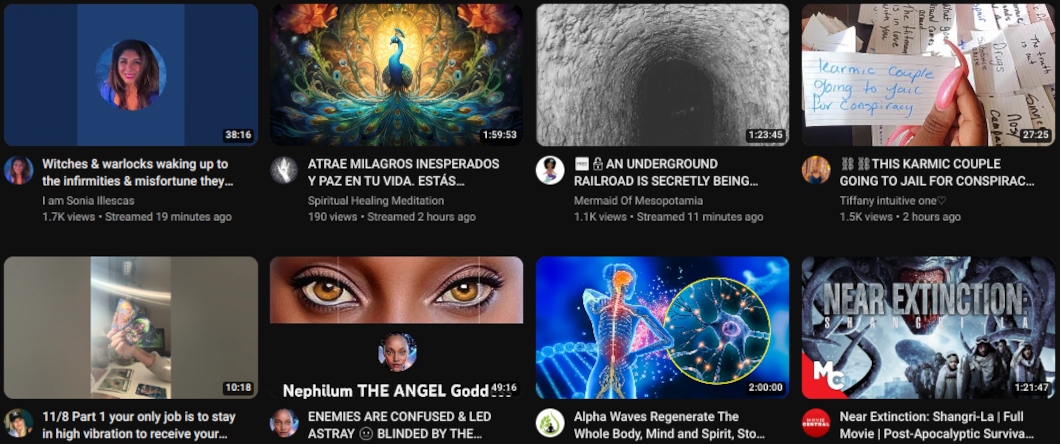 38:16
Witches & warlocks waking up to
the infirmities & misfortune they...
I am Sonia Illescas
1.7K views • Streamed 19 minutes ago
1:59:53
ATRAE MILAGROS INESPERADOS
Y PAZ EN TU VIDA. ESTÁS...
Spiritual Healing Meditation
190 views • Streamed 2 hours ago
1:23:45
AN UNDERGROUND
RAILROAD IS SECRETLY BEING...
Mermaid Of Mesopotamia
1.1K views • Streamed 11 minutes ago
karmic couple
going to jail
for conspiracy
Drugs
The truth
is out
27:25
⛓️ ⛓️ THIS KARMIC COUPLE
GOING TO JAIL FOR CONSPIRAC...
Tiffany intuitive one♡
1.5K views • 2 hours ago
10:18
11/8 Part 1 your only job is to stay
in high vibration to receive your...
Nephilum THE ANGEL Godd
49:16
ENEMIES ARE CONFUSED & LED
ASTRAY 😐 BLINDED BY THE...
2:00:00
Alpha Waves Regenerate The
Whole Body, Mind and Spirit, Sto...
NEAR EXTINCTION:
SHANGRI-LA
MC
1:21:47
MOVIE
CENTRAL
Near Extinction: Shangri-La | Full
Movie | Post-Apocalyptic Surviva...